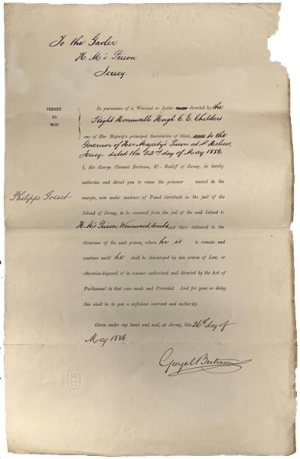 To the Gaoler
H.M's Prison
Jersey
JERSEY
TO
WIT.
In pursuance of a Warrant or Letter directed by the
Right Honourable Hugh C. E. Childers
one of Her Majesty's principal Secretaries of State, to the
Governor of Her Majesty's Prison at St Helier,
Jersey dated the 22nd day of May 1886
I, Sir George Clement Bertram, Kt. Bailiff of Jersey, do hereby
authorize and direct you to cause the prisoner named in the
margin, now under sentence of Penal Servitude in the jail of the
Philippe
Island of Jersey, to be removed from the jail of the said Island to
H.M's Prison, Wormwood Scrubs and there delivered to the
Governor of the said prison, where he is to remain and
continue until he shall be discharged by due course of Law, or
otherwise disposed of in manner authorized and directed by the Act of
Parliament in that case made and Provided. And for your so doing
this shall be to you a sufficient warrant and authority.
Given under my hand and seal, at Jersey, this 26th day of
May 1886.
George C. Bertram